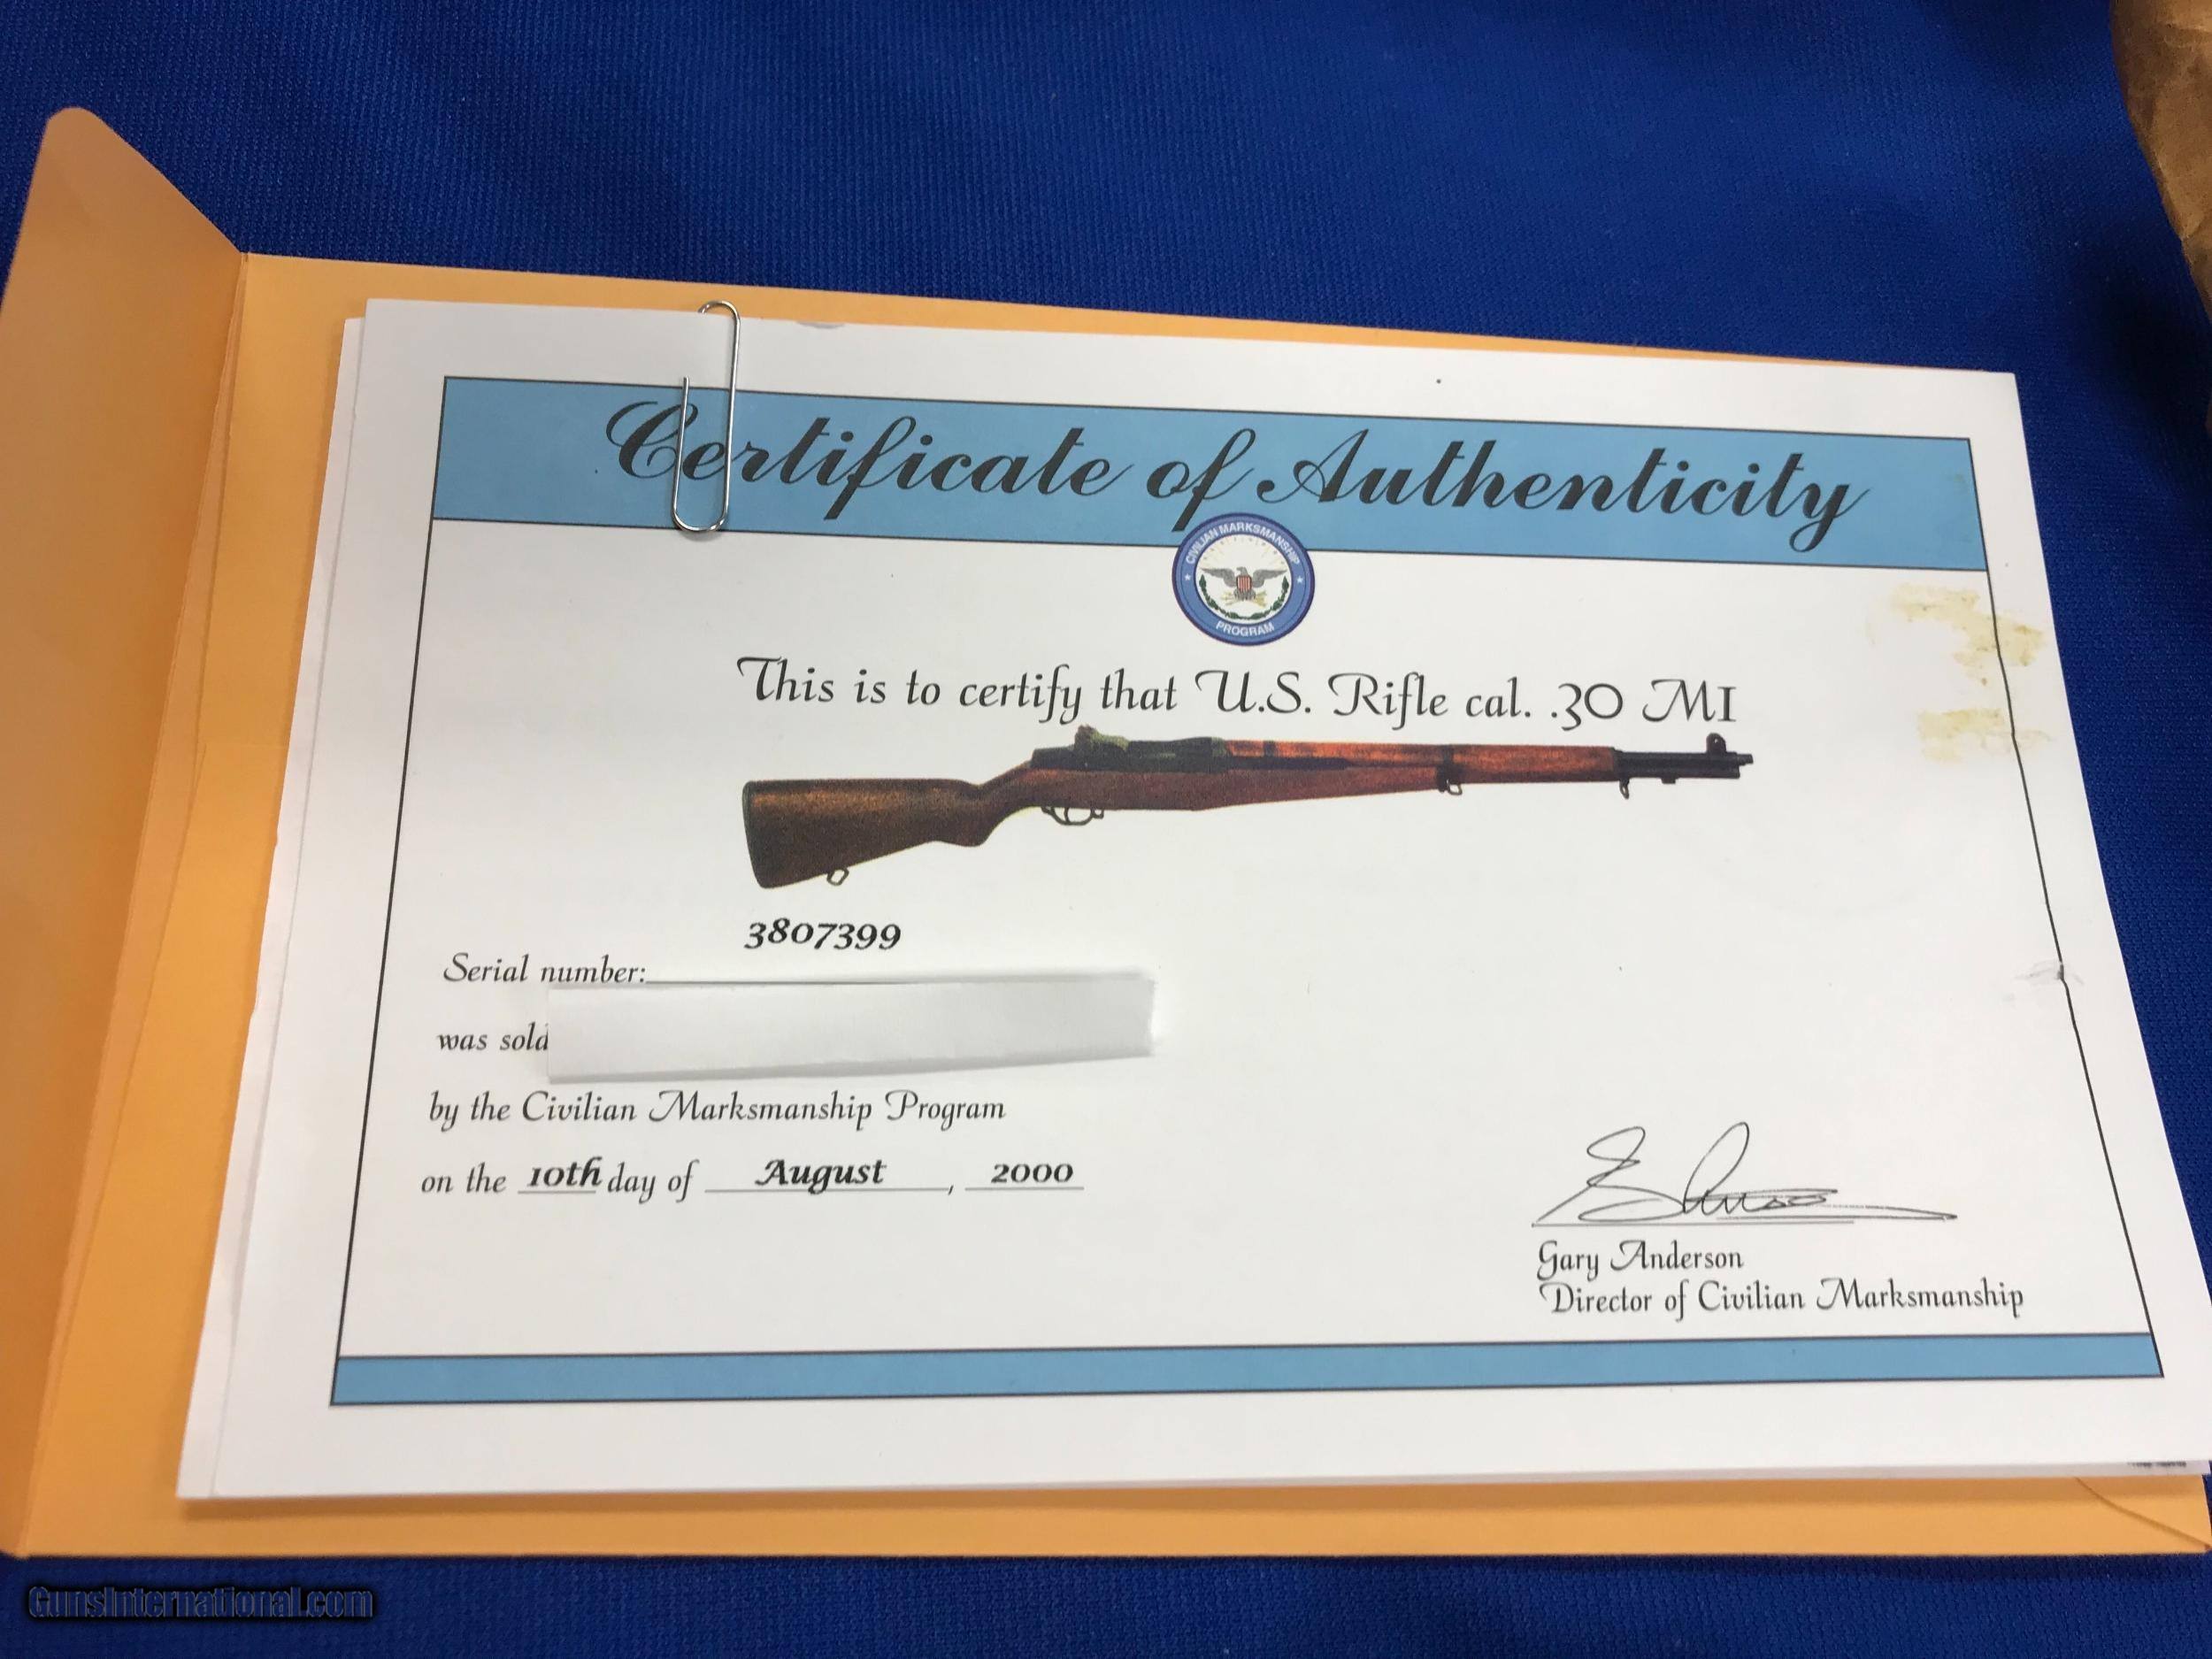 Certificate of Authenticity
CIVILIAN MARKSMANSHIP
PROGRAM
This is to certify that U.S. Rifle cal. .30 M1
3807399
Serial number:
was sold
by the Civilian Marksmanship Program
on the 10th day of August, 2000
Gary Anderson
Director of Civilian Marksmanship
GunsInternational.com